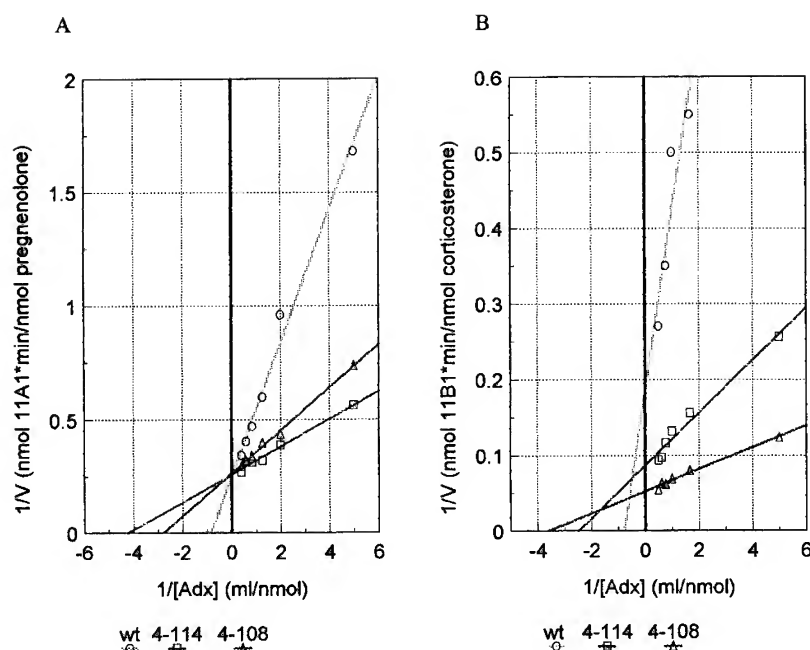 A
B
1/V (nmol 11A1*min/nmol pregnenolone)
2
1.5
1
0.5
0
-6 -4 -2 0 2 4 6
1/[Adx] (ml/nmol)
wt 4-114 4-108
1/V (nmol 11B1*min/nmol corticosterone)
0.6
0.5
0.4
0.3
0.2
0.1
0
-6 -4 -2 0 2 4 6
1/[Adx] (ml/nmol)
wt 4-114 4-108